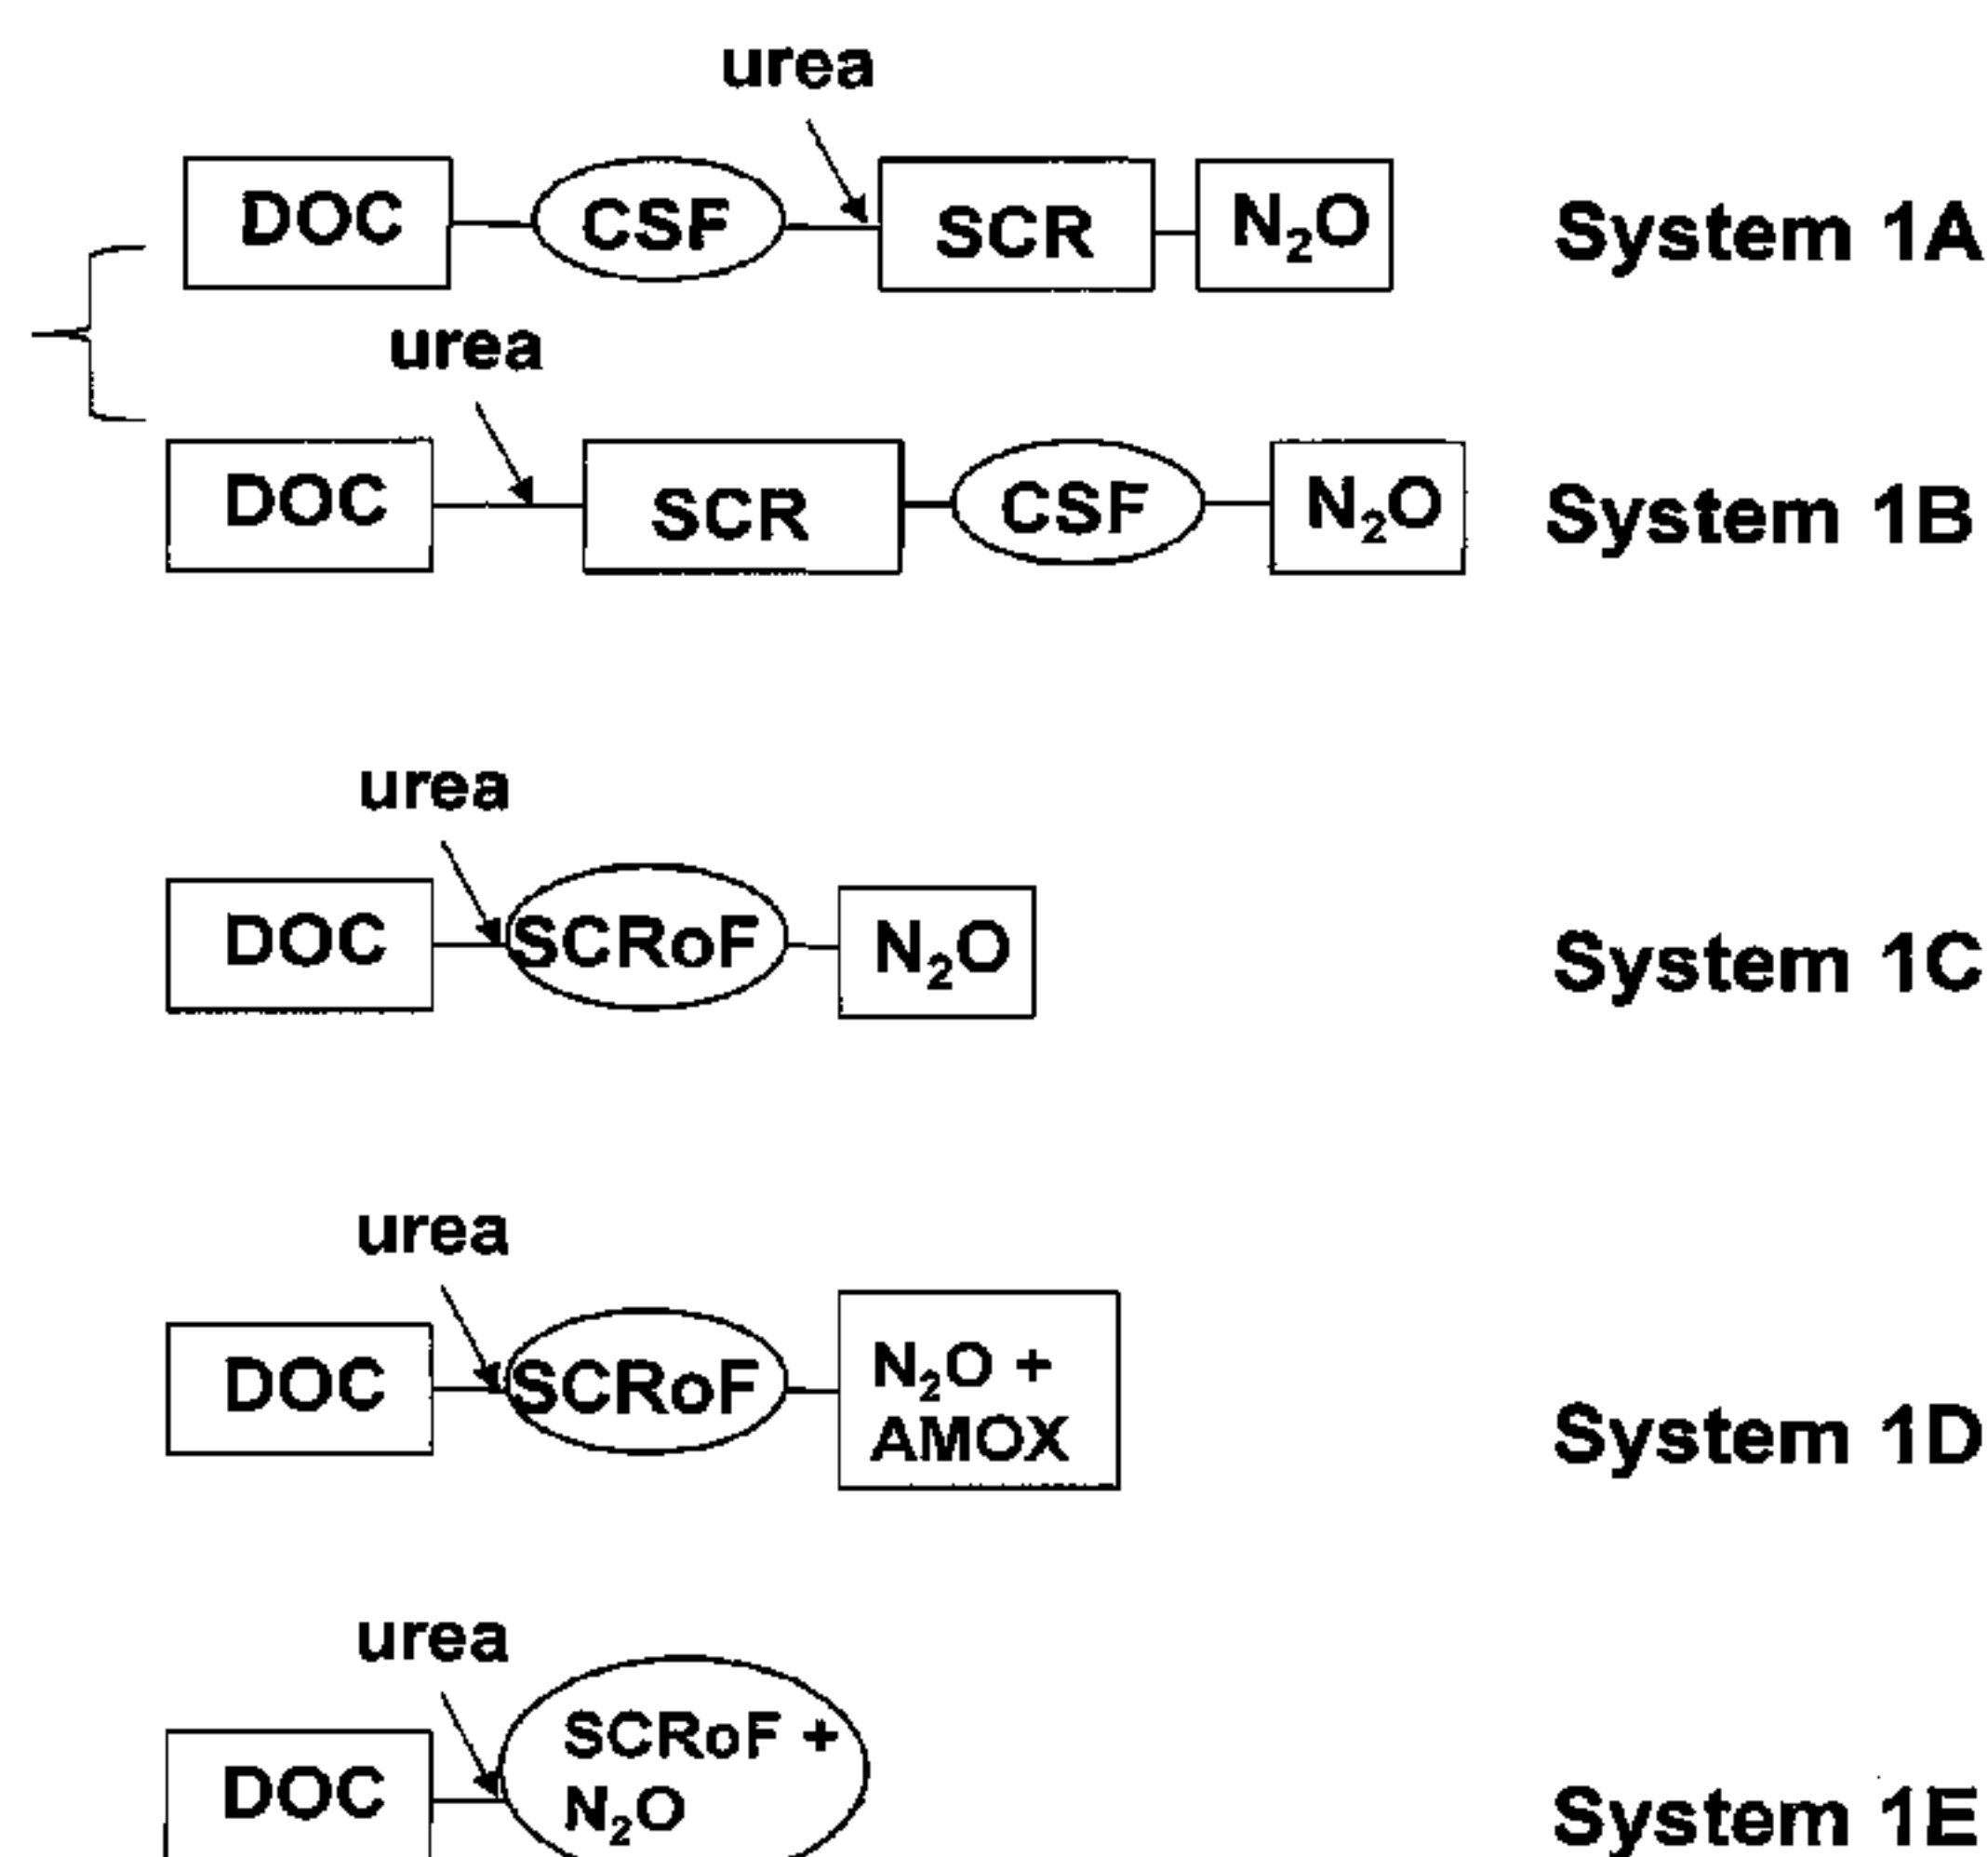 urea
DOC CSF SCR N₂O System 1A
urea
DOC SCR CSF N₂O System 1B
urea
DOC SCRoF N₂O System 1C
urea
DOC SCRoF N₂O +
AMOX System 1D
urea
SCRoF +
DOC N₂O System 1E